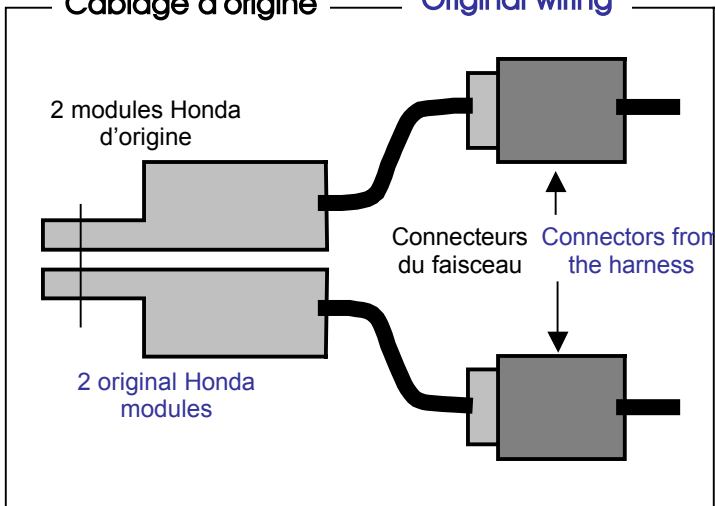 Câblage d'origine Original wiring
2 modules Honda
d'origine
Connecteurs
du faisceau
Connectors from
the harness
2 original Honda
modules